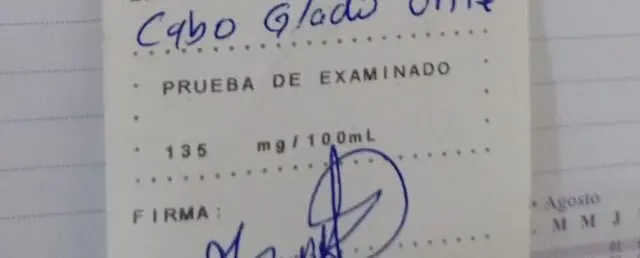 Cabo Glado
PRUEBA DE EXAMINADO
135 mg/100mL
FIRMA:
Agosto
M M J